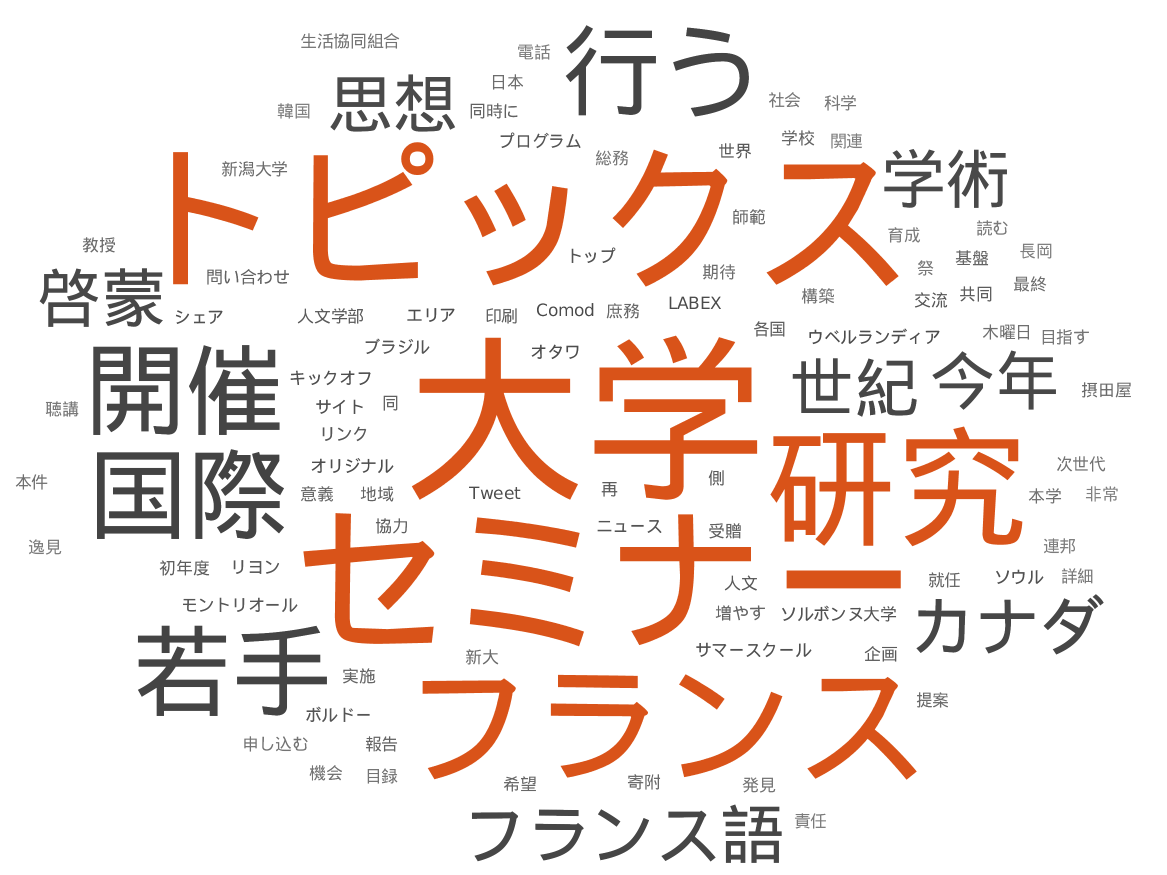 行う
生活協同組合
電話
思想
日本
社会
科学
韓国
同時に
プログラム
学校
関連
総務
世界
トピックス
新潟大学
学術
師範
読む
育成
教授
トップ
長岡
基盤
祭
期待
問い合わせ
啓蒙
最終
構築
交流
共同
シェア
人文学部
エリア
印刷
Comod
庶務
LABEX
各国
ウベルランディア
木曜日
目指す
ブラジル
オタワ
開催
大学
世紀
今年
キックオフ
サイト
同
摂田屋
聴講
リンク
オリジナル
研究
次世代
国際
本件
意義
地域
Tweet
再
側
本学
非常
協力
ニュース
受贈
逸見
連邦
初年度
リヨン
セミナー
人文
就任
ソウル
詳細
モントリオール
増やす
ソルボンヌ大学
カナダ
若手
新大
サマースクール
企画
実施
フランス
提案
ボルドー
申し込む
報告
機会
目録
希望
寄附
発見
フランス語
責任